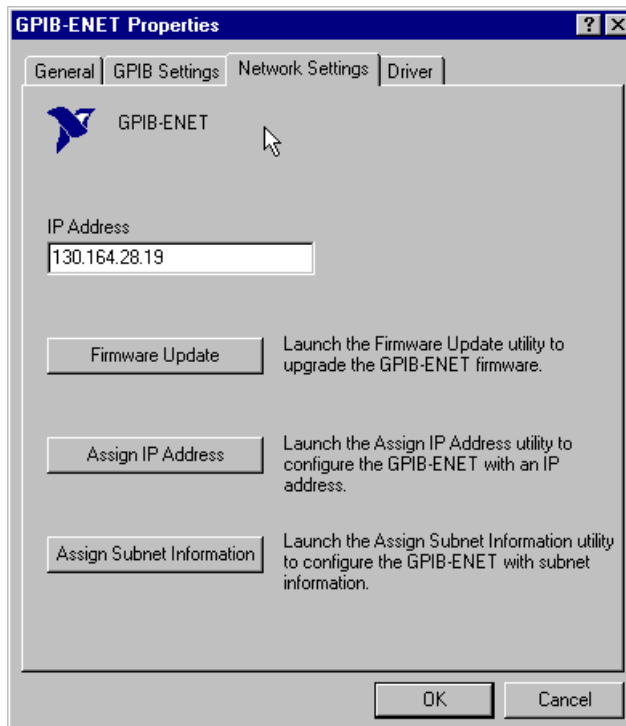 GPIB-ENET Properties
General GPIB Settings Network Settings Driver
GPIB-ENET
IP Address
130.164.28.19
Firmware Update
Launch the Firmware Update utility to
upgrade the GPIB-ENET firmware.
Assign IP Address
Launch the Assign IP Address utility to
configure the GPIB-ENET with an IP
address.
Assign Subnet Information
Launch the Assign Subnet Information utility
to configure the GPIB-ENET with subnet
information.
OK Cancel